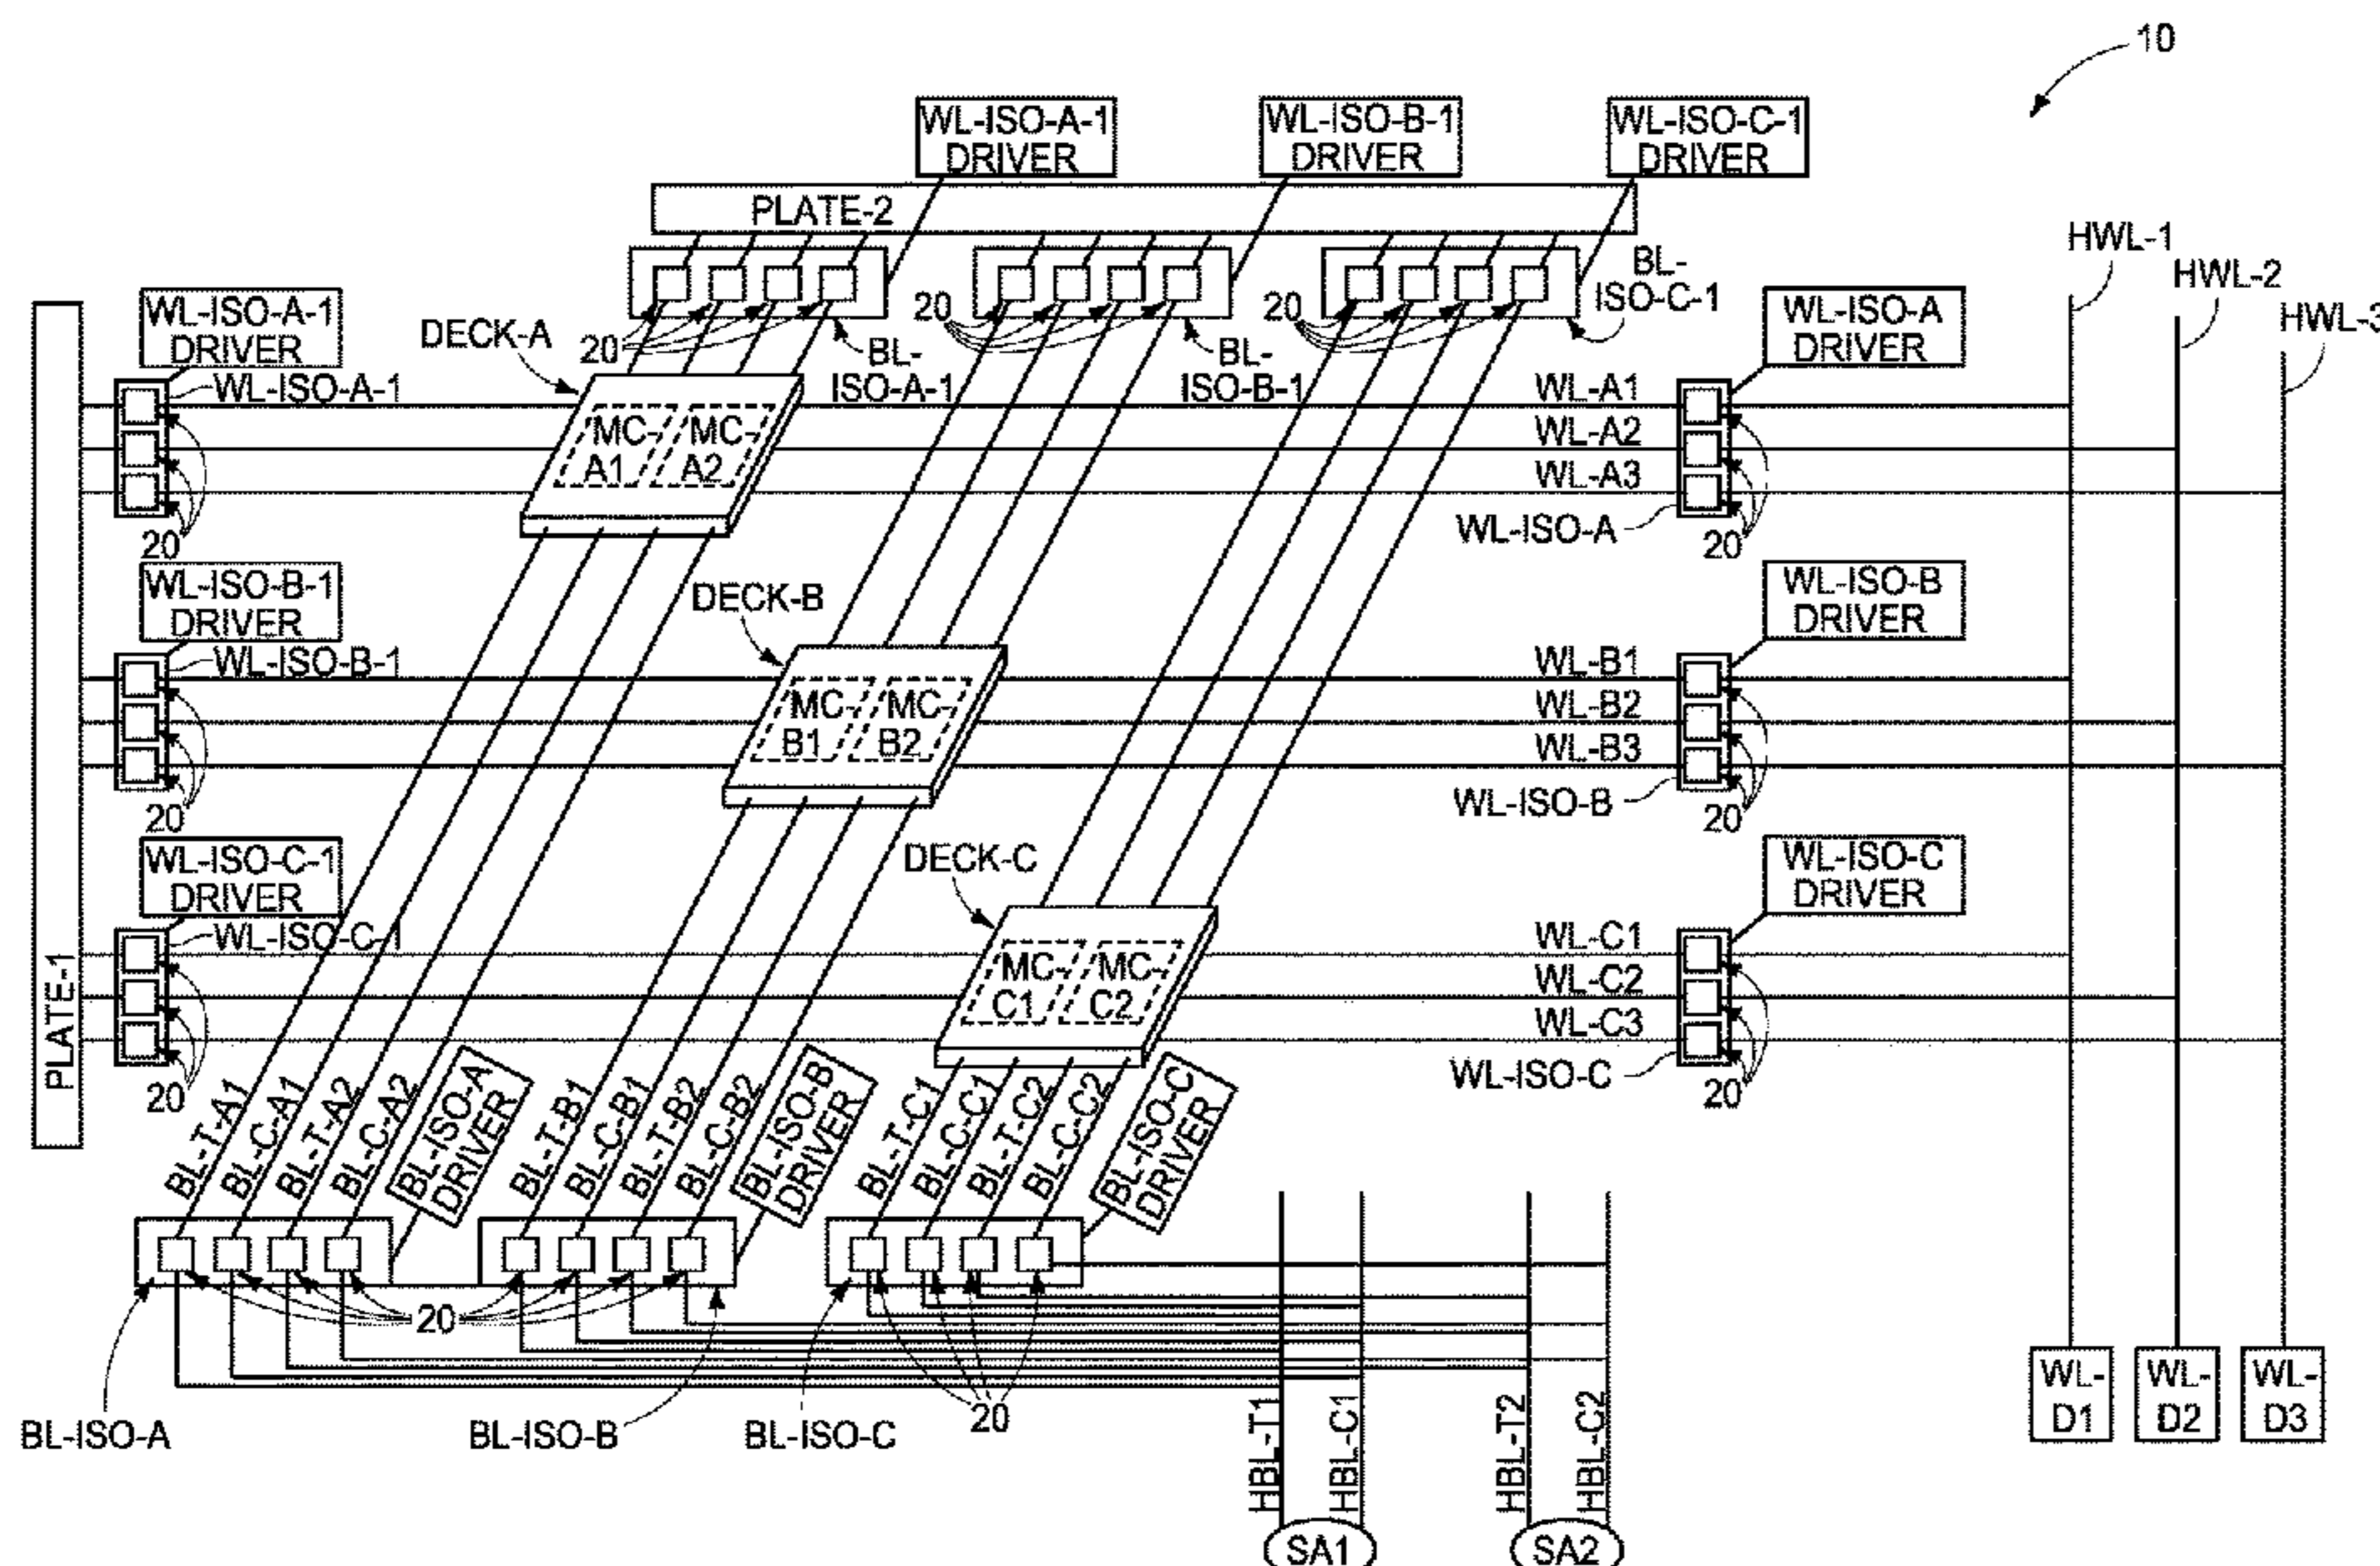 10
WL-ISO-A-1
DRIVER
WL-ISO-B-1
DRIVER
WL-ISO-C-1
DRIVER
PLATE-2
HWL-1
HWL-2
HWL-3
BL-
ISO-C-1
WL-ISO-A-1
DRIVER
DECK-A
20
20
20
BL-
ISO-A-1
BL-
ISO-B-1
WL-ISO-A
DRIVER
WL-ISO-A-1
WL-A1
WL-A2
WL-A3
MC-
A1
MC-
A2
WL-ISO-A
20
20
WL-ISO-B-1
DRIVER
DECK-B
WL-ISO-B
DRIVER
WL-ISO-B-1
WL-B1
WL-B2
WL-B3
MC-
B1
MC-
B2
WL-ISO-B
20
20
WL-ISO-C-1
DRIVER
DECK-C
WL-ISO-C
DRIVER
WL-ISO-C-1
WL-C1
WL-C2
WL-C3
MC-
C1
MC-
C2
WL-ISO-C
20
20
PLATE-1
BL-T-A1
BL-C-A1
BL-T-A2
BL-C-A2
BL-ISO-A
DRIVER
BL-T-B1
BL-C-B1
BL-T-B2
BL-C-B2
BL-ISO-B
DRIVER
BL-T-C1
BL-C-C1
BL-T-C2
BL-C-C2
BL-ISO-C
DRIVER
20
20
BL-ISO-A
BL-ISO-B
BL-ISO-C
HBL-T1
HBL-C1
HBL-T2
HBL-C2
WL-
D1
WL-
D2
WL-
D3
SA1
SA2